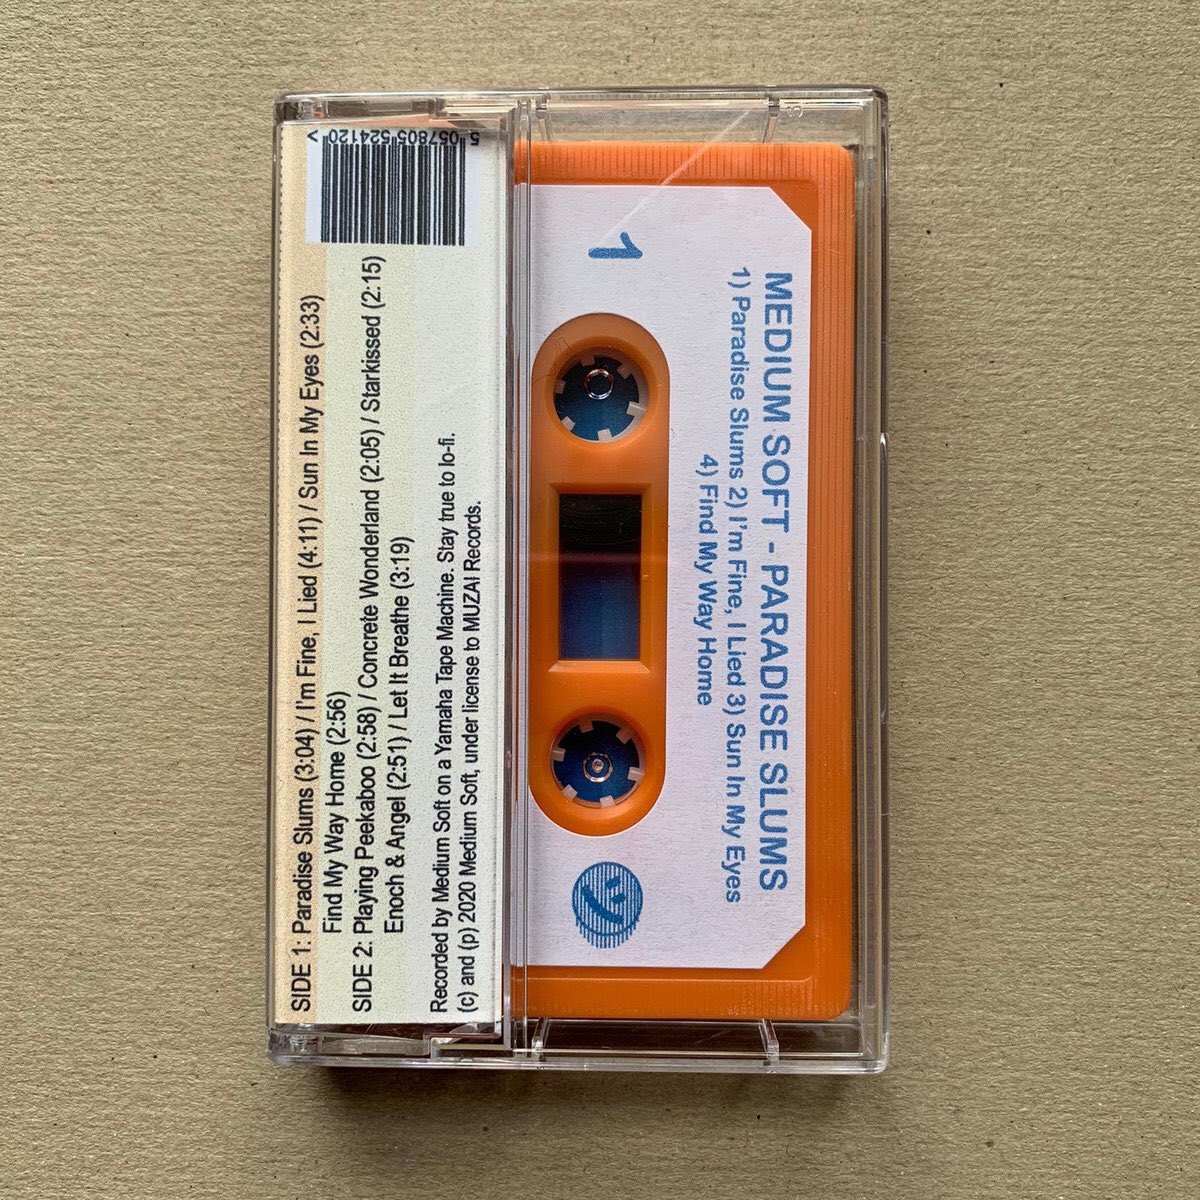 5 057805 524120 >
SIDE 1: Paradise Slums (3:04) / I'm Fine, I Lied (4:11) / Sun In My Eyes (2:33)
Find My Way Home (2:56)
SIDE 2: Playing Peekaboo (2:58) / Concrete Wonderland (2:05) / Starkissed (2:15)
Enoch & Angel (2:51) / Let It Breathe (3:19)
Recorded by Medium Soft on a Yamaha Tape Machine. Stay true to lo-fi.
(c) and (p) 2020 Medium Soft, under license to MUZAI Records.
MEDIUM SOFT - PARADISE SLUMS
1) Paradise Slums 2) I'm Fine, I Lied 3) Sun In My Eyes
4) Find My Way Home
1